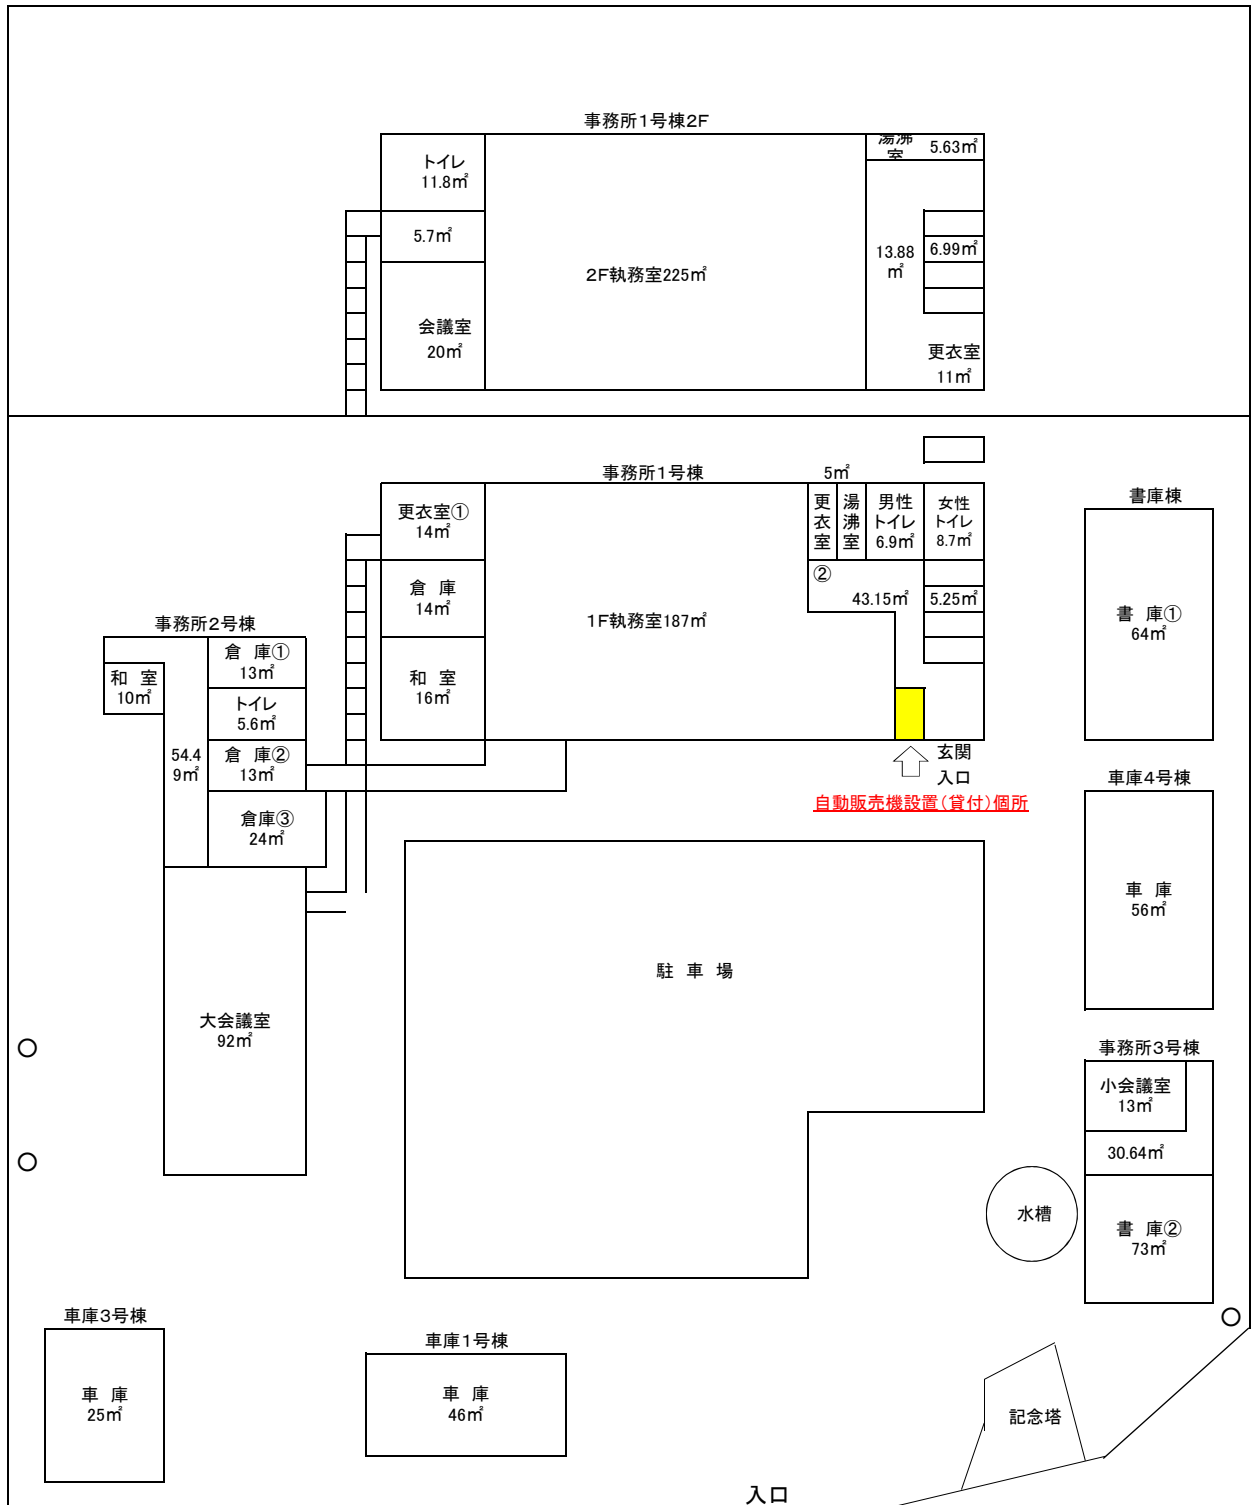 事務所1号棟2F
トイレ
11.8㎡
5.7㎡
会議室
20㎡
2F執務室225㎡
湯沸
室
5.63㎡
13.88
㎡
6.99㎡
更衣室
11㎡
事務所1号棟
5㎡
更衣室①
14㎡
倉 庫
14㎡
和 室
16㎡
1F執務室187㎡
更衣室
②
湯沸室
男性
トイレ
6.9㎡
女性
トイレ
8.7㎡
43.15㎡
5.25㎡
玄関
入口
自動販売機設置(貸付)個所
書庫棟
書 庫①
64㎡
事務所2号棟
和 室
10㎡
倉 庫①
13㎡
トイレ
5.6㎡
54.4
9㎡
倉 庫②
13㎡
倉庫③
24㎡
大会議室
92㎡
駐 車 場
車庫4号棟
車 庫
56㎡
事務所3号棟
小会議室
13㎡
30.64㎡
書 庫②
73㎡
水槽
車庫3号棟
車 庫
25㎡
車庫1号棟
車 庫
46㎡
記念塔
入口